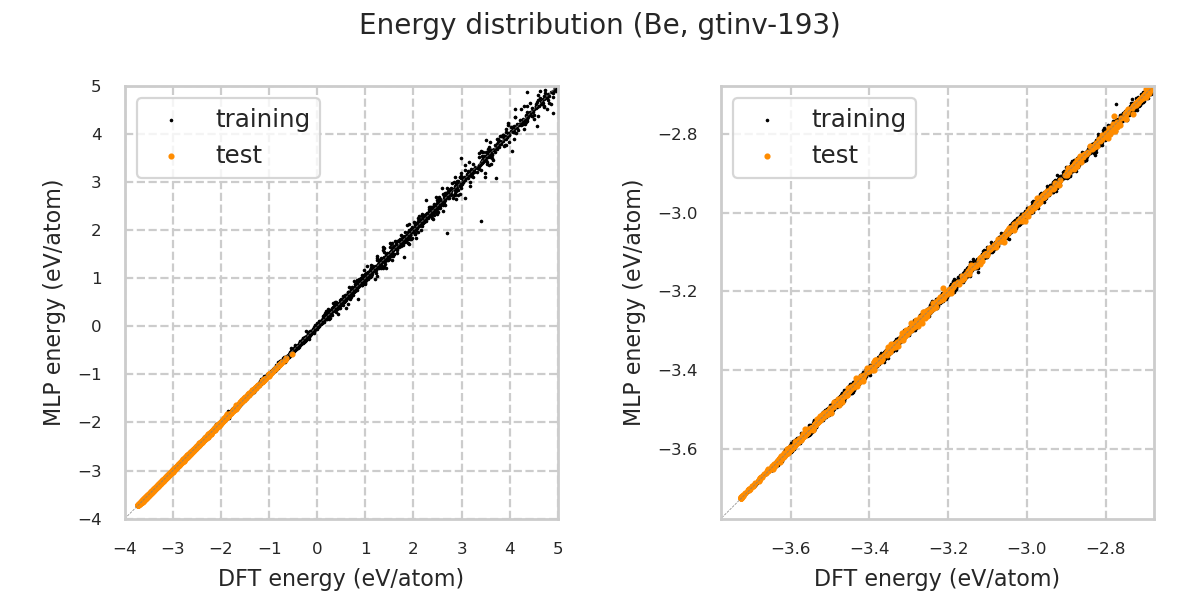 Energy distribution (Be, gtinv-193)
training
test
5
4
3
2
1
0
−1
−2
−3
−4
−4 −3 −2 −1 0 1 2 3 4 5
MLP energy (eV/atom)
DFT energy (eV/atom)
training
test
−2.8
−3.0
−3.2
−3.4
−3.6
−3.6 −3.4 −3.2 −3.0 −2.8
MLP energy (eV/atom)
DFT energy (eV/atom)